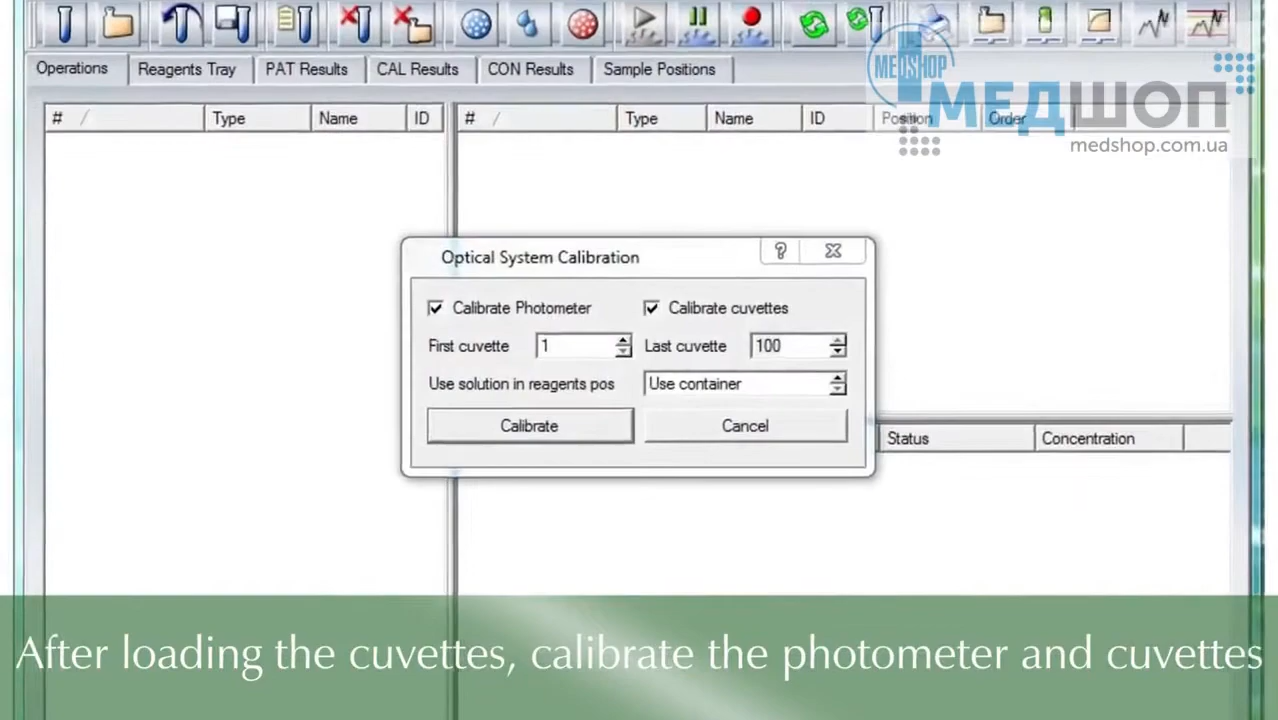 Operations Reagents Tray PAT Results CAL Results CON Results Sample Positions
MEDSHOP
МЕДШОП
medshop.com.ua
# Type Name ID # Type Name ID Position Order
Optical System Calibration ?
Calibrate Photometer Calibrate cuvettes
First cuvette 1 Last cuvette 100
Use solution in reagents pos Use container
Calibrate Cancel
Status Concentration
After loading the cuvettes, calibrate the photometer and cuvettes